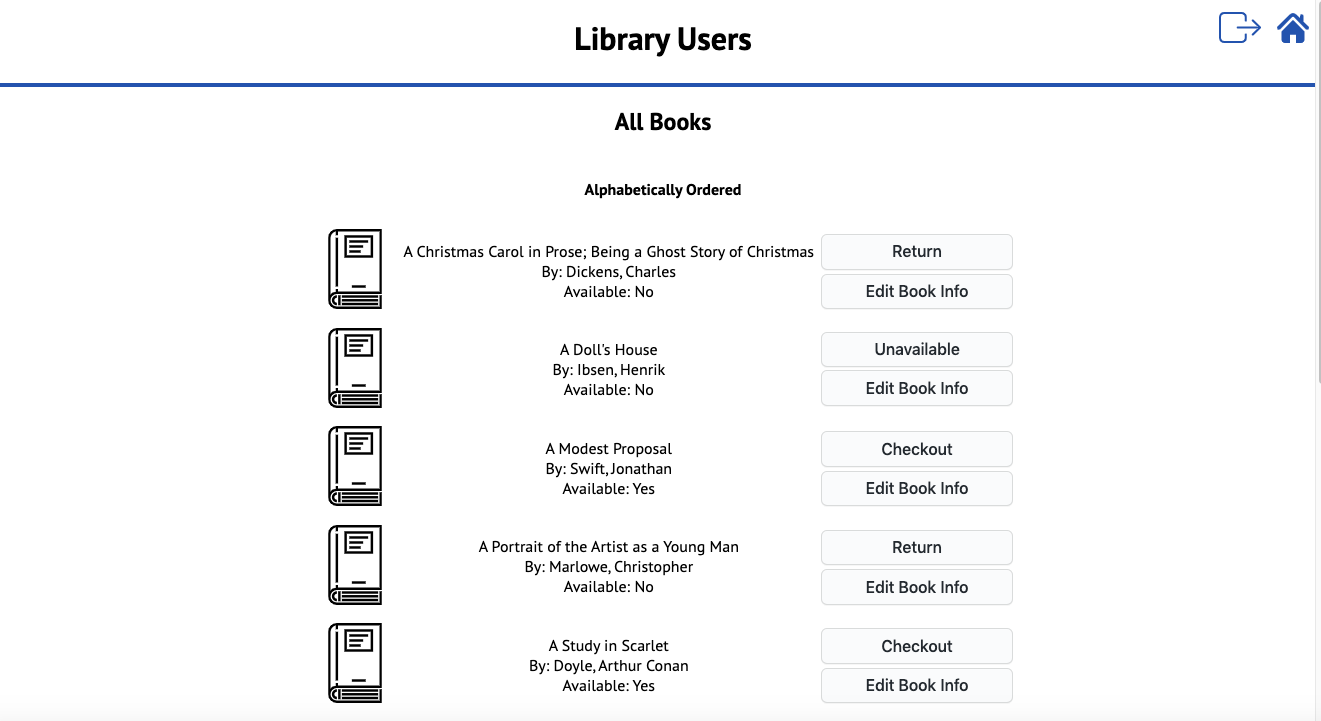 Library Users
All Books
Alphabetically Ordered
A Christmas Carol in Prose; Being a Ghost Story of Christmas
By: Dickens, Charles
Available: No
Return
Edit Book Info
A Doll's House
By: Ibsen, Henrik
Available: No
Unavailable
Edit Book Info
A Modest Proposal
By: Swift, Jonathan
Available: Yes
Checkout
Edit Book Info
A Portrait of the Artist as a Young Man
By: Marlowe, Christopher
Available: No
Return
Edit Book Info
A Study in Scarlet
By: Doyle, Arthur Conan
Available: Yes
Checkout
Edit Book Info